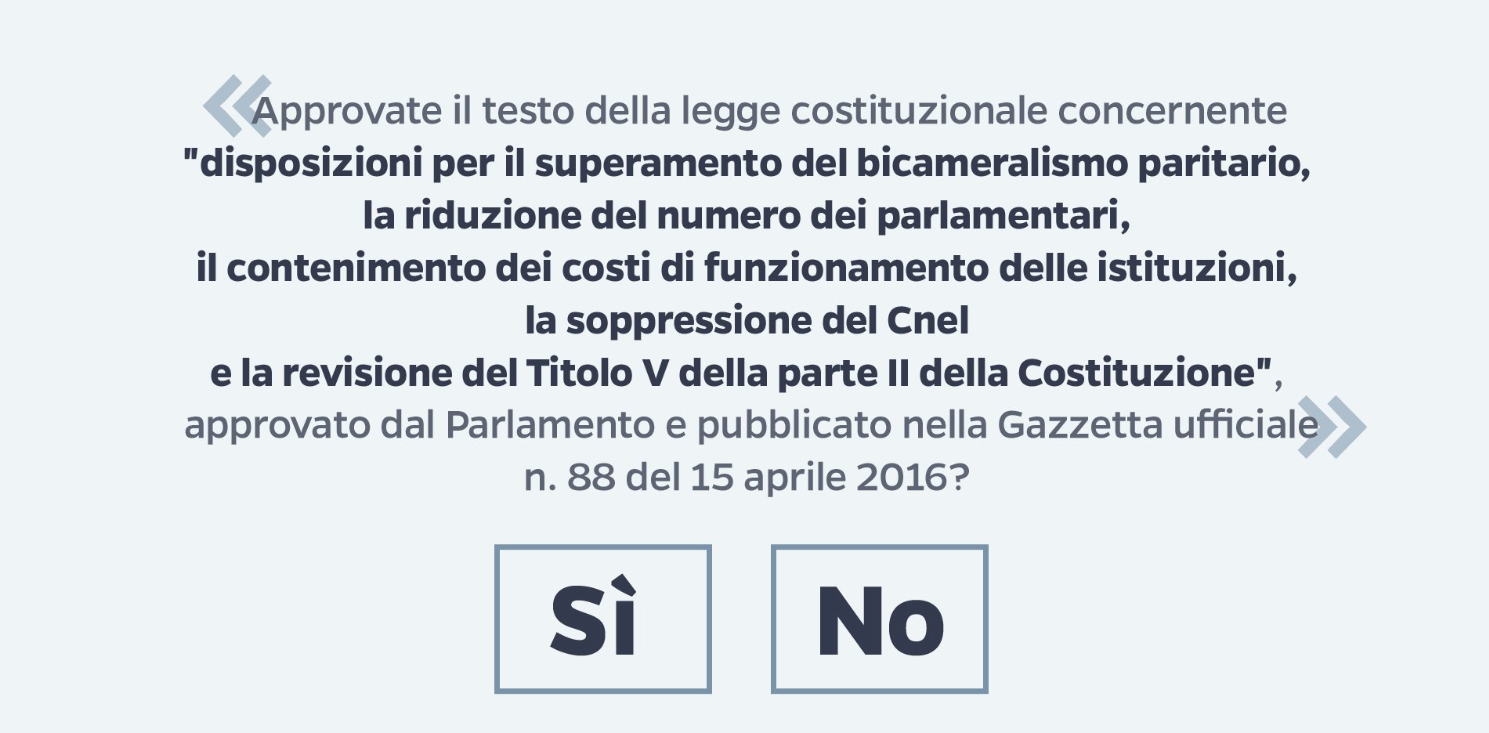 «Approvate il testo della legge costituzionale concernente
"disposizioni per il superamento del bicameralismo paritario,
la riduzione del numero dei parlamentari,
il contenimento dei costi di funzionamento delle istituzioni,
la soppressione del Cnel
e la revisione del Titolo V della parte II della Costituzione",
approvato dal Parlamento e pubblicato nella Gazzetta ufficiale»
n. 88 del 15 aprile 2016?
Sì No